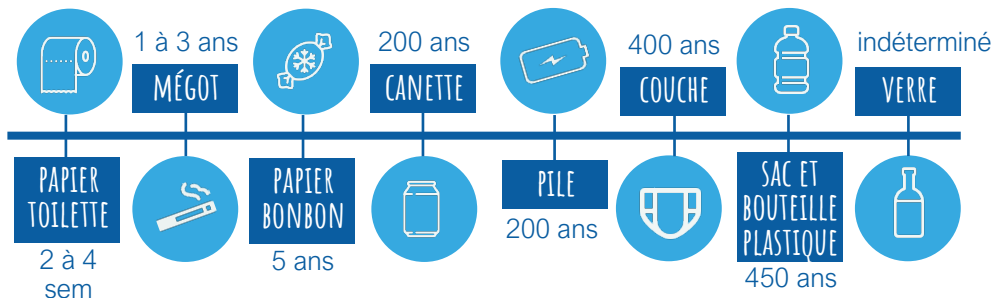 PAPIER
TOILETTE
2 à 4
sem
1 à 3 ans
MÉGOT
PAPIER
BONBON
5 ans
200 ans
CANETTE
PILE
200 ans
400 ans
COUCHE
SAC ET
BOUTEILLE
PLASTIQUE
450 ans
indéterminé
VERRE